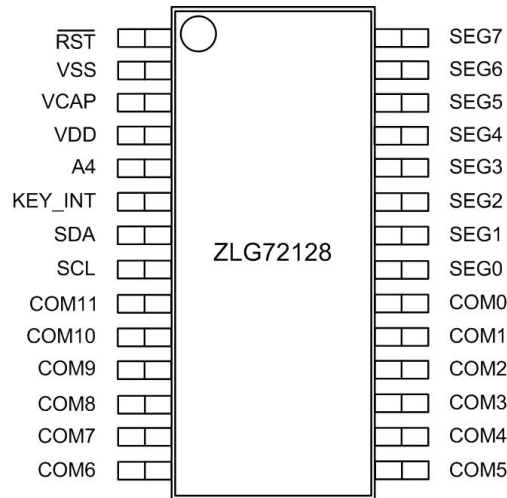 RST SEG7
VSS SEG6
VCAP SEG5
VDD SEG4
A4 SEG3
KEY_INT SEG2
SDA SEG1
ZLG72128
SCL SEG0
COM11 COM0
COM10 COM1
COM9 COM2
COM8 COM3
COM7 COM4
COM6 COM5